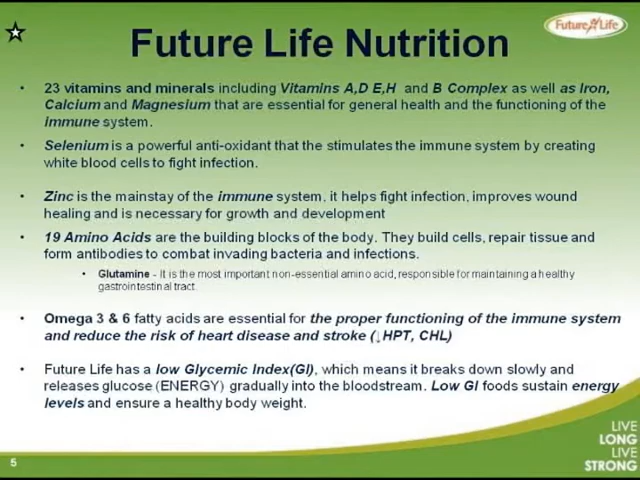 Future Life Nutrition
Future Life
• 23 vitamins and minerals including Vitamins A,D E,H and B Complex as well as Iron,
Calcium and Magnesium that are essential for general health and the functioning of the
immune system.
• Selenium is a powerful anti-oxidant that the stimulates the immune system by creating
white blood cells to fight infection.
• Zinc is the mainstay of the immune system, it helps fight infection, improves wound
healing and is necessary for growth and development
• 19 Amino Acids are the building blocks of the body. They build cells, repair tissue and
form antibodies to combat invading bacteria and infections.
• Glutamine - It is the most important non-essential amino acid, responsible for maintaining a healthy
gastrointestinal tract.
• Omega 3 & 6 fatty acids are essential for the proper functioning of the immune system
and reduce the risk of heart disease and stroke (↓HPT, CHL)
• Future Life has a low Glycemic Index(GI), which means it breaks down slowly and
releases glucose (ENERGY) gradually into the bloodstream. Low GI foods sustain energy
levels and ensure a healthy body weight.
LIVE
LONG
LIVE
STRONG
5